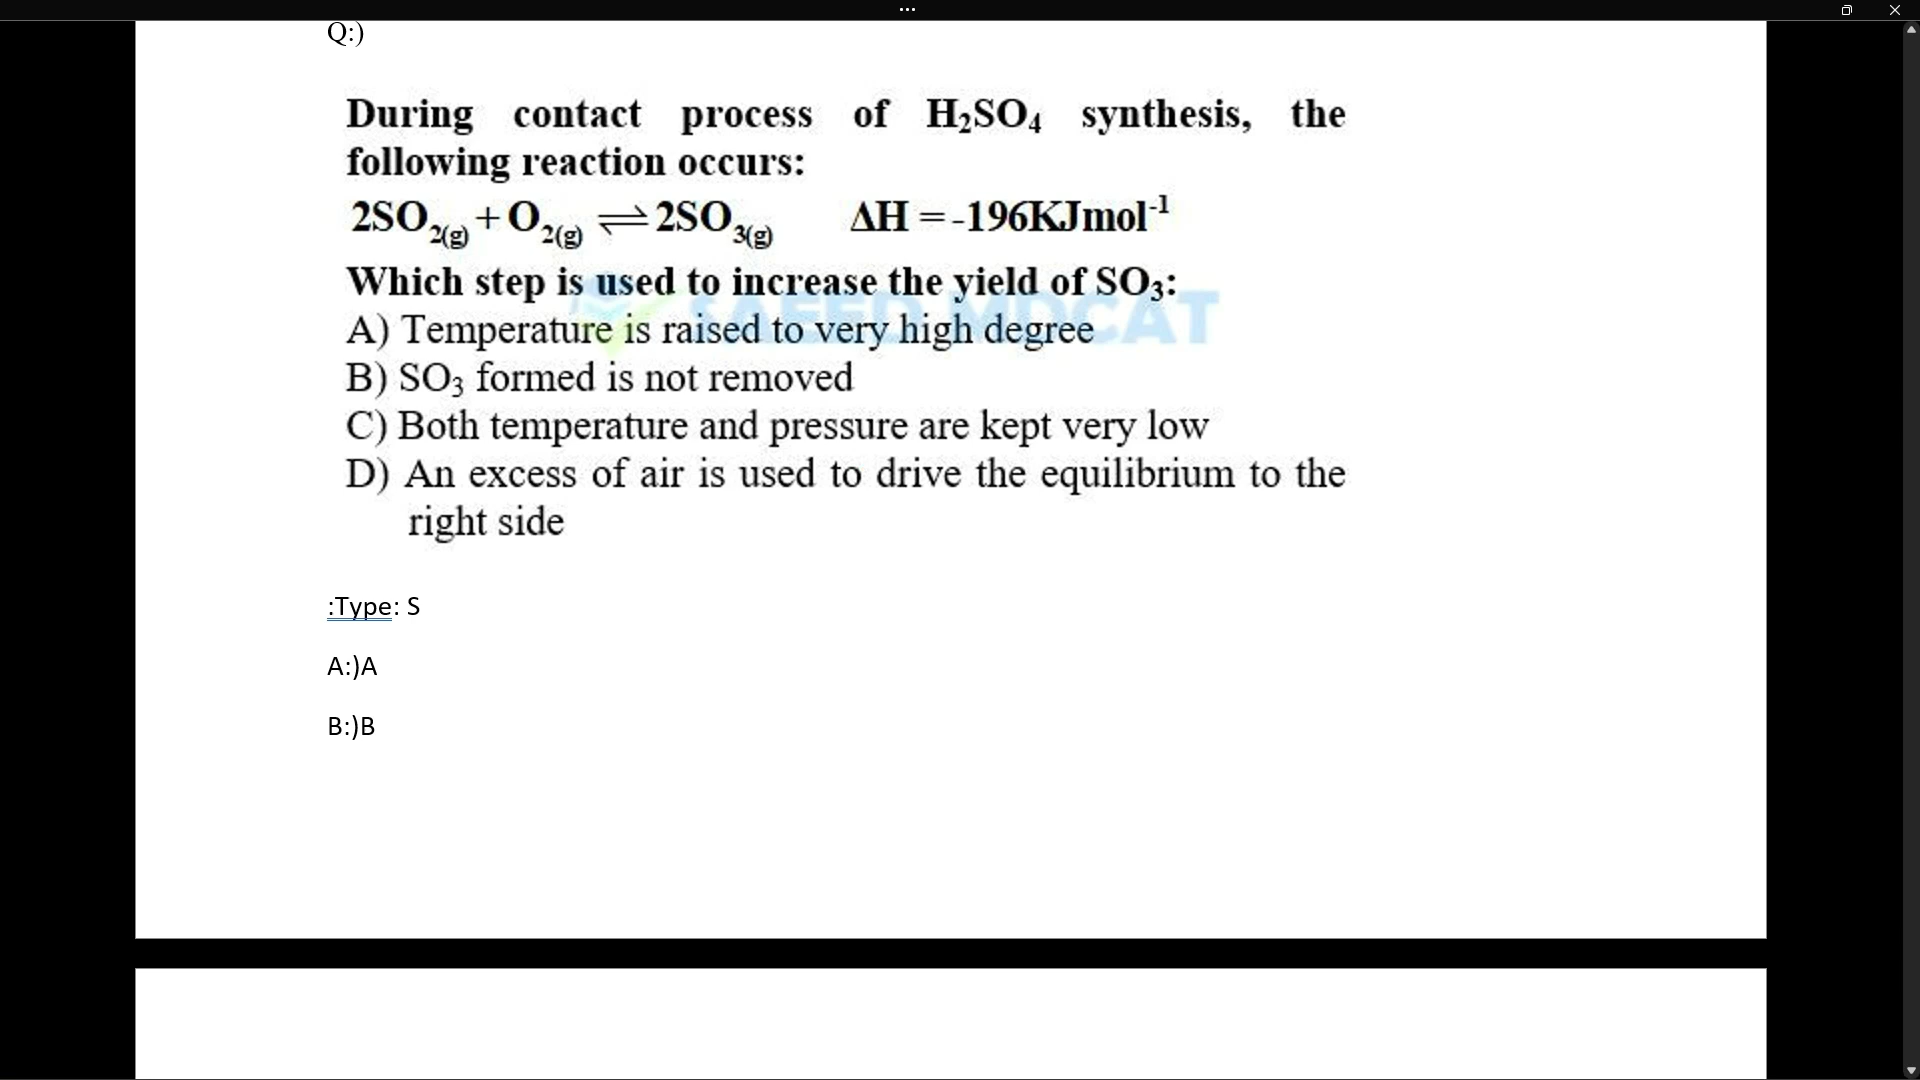 Q:)
During contact process of H₂SO₄ synthesis, the
following reaction occurs:
2SO₂(g) + O₂(g) ⇌ 2SO₃(g) ΔH = -196KJmol⁻¹
Which step is used to increase the yield of SO₃:
SAEED MDCAT
A) Temperature is raised to very high degree
B) SO₃ formed is not removed
C) Both temperature and pressure are kept very low
D) An excess of air is used to drive the equilibrium to the
right side
:Type: S
A:)A
B:)B